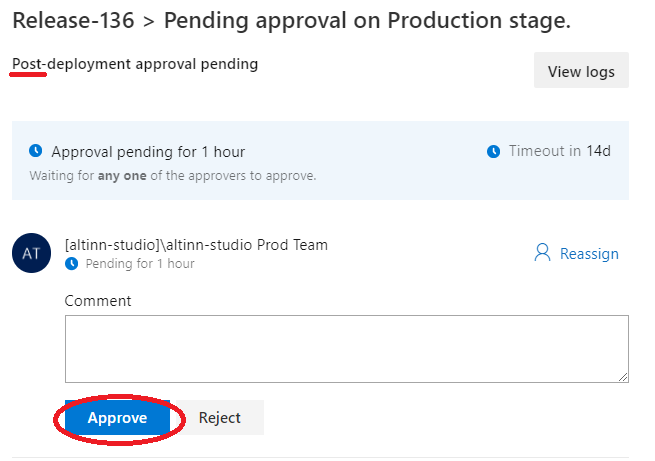 Release-136 > Pending approval on Production stage.
Post-deployment approval pending
View logs
Approval pending for 1 hour
Timeout in 14d
Waiting for any one of the approvers to approve.
AT
[altinn-studio]\altinn-studio Prod Team
Pending for 1 hour
Reassign
Comment
Approve
Reject